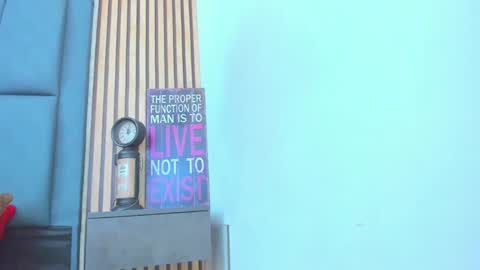 THE PROPER
FUNCTION OF
MAN IS TO
LIVE
NOT TO
EXIST